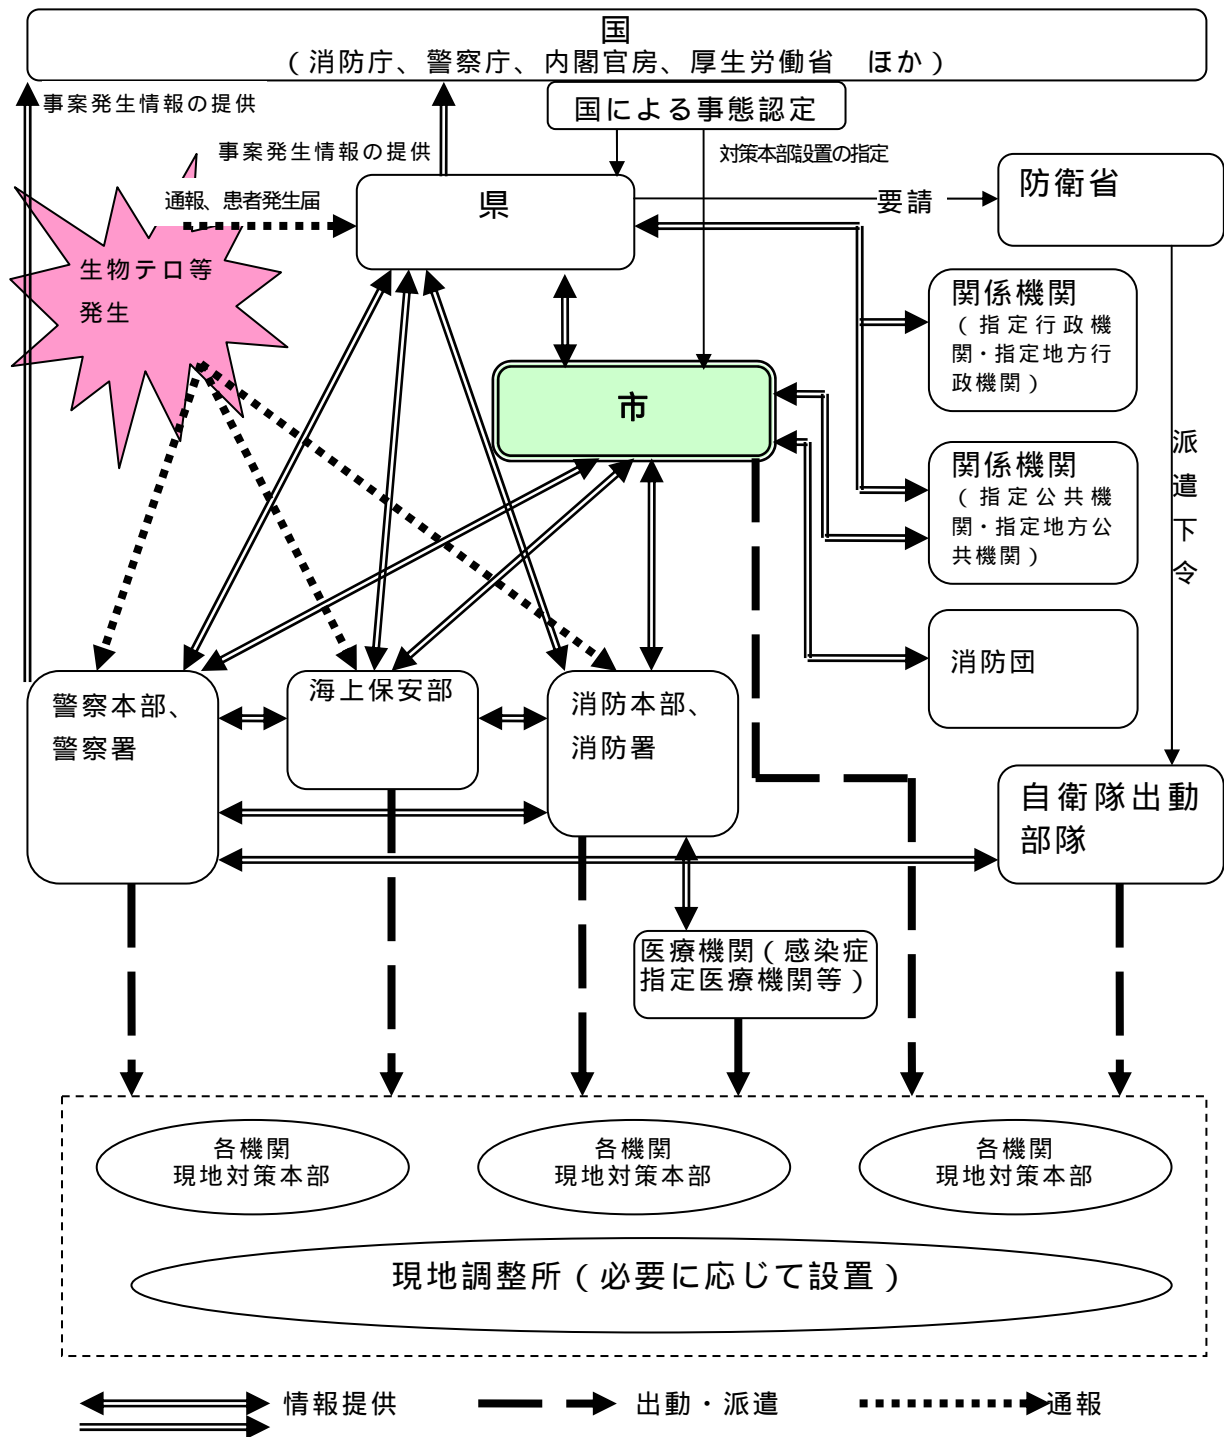 国
（消防庁、警察庁、内閣官房、厚生労働省　ほか）
事案発生情報の提供
国による事態認定
事案発生情報の提供
対策本部設置の指定
通報、患者発生届
県
要請
防衛省
生物テロ等
発生
関係機関
（指定行政機
関・指定地方行
政機関）
市
派遣下令
関係機関
（指定公共機
関・指定地方公
共機関）
消防団
警察本部、
警察署
海上保安部
消防本部、
消防署
自衛隊出動
部隊
医療機関（感染症
指定医療機関等）
各機関
現地対策本部
各機関
現地対策本部
各機関
現地対策本部
現地調整所（必要に応じて設置）
情報提供
出動・派遣
通報